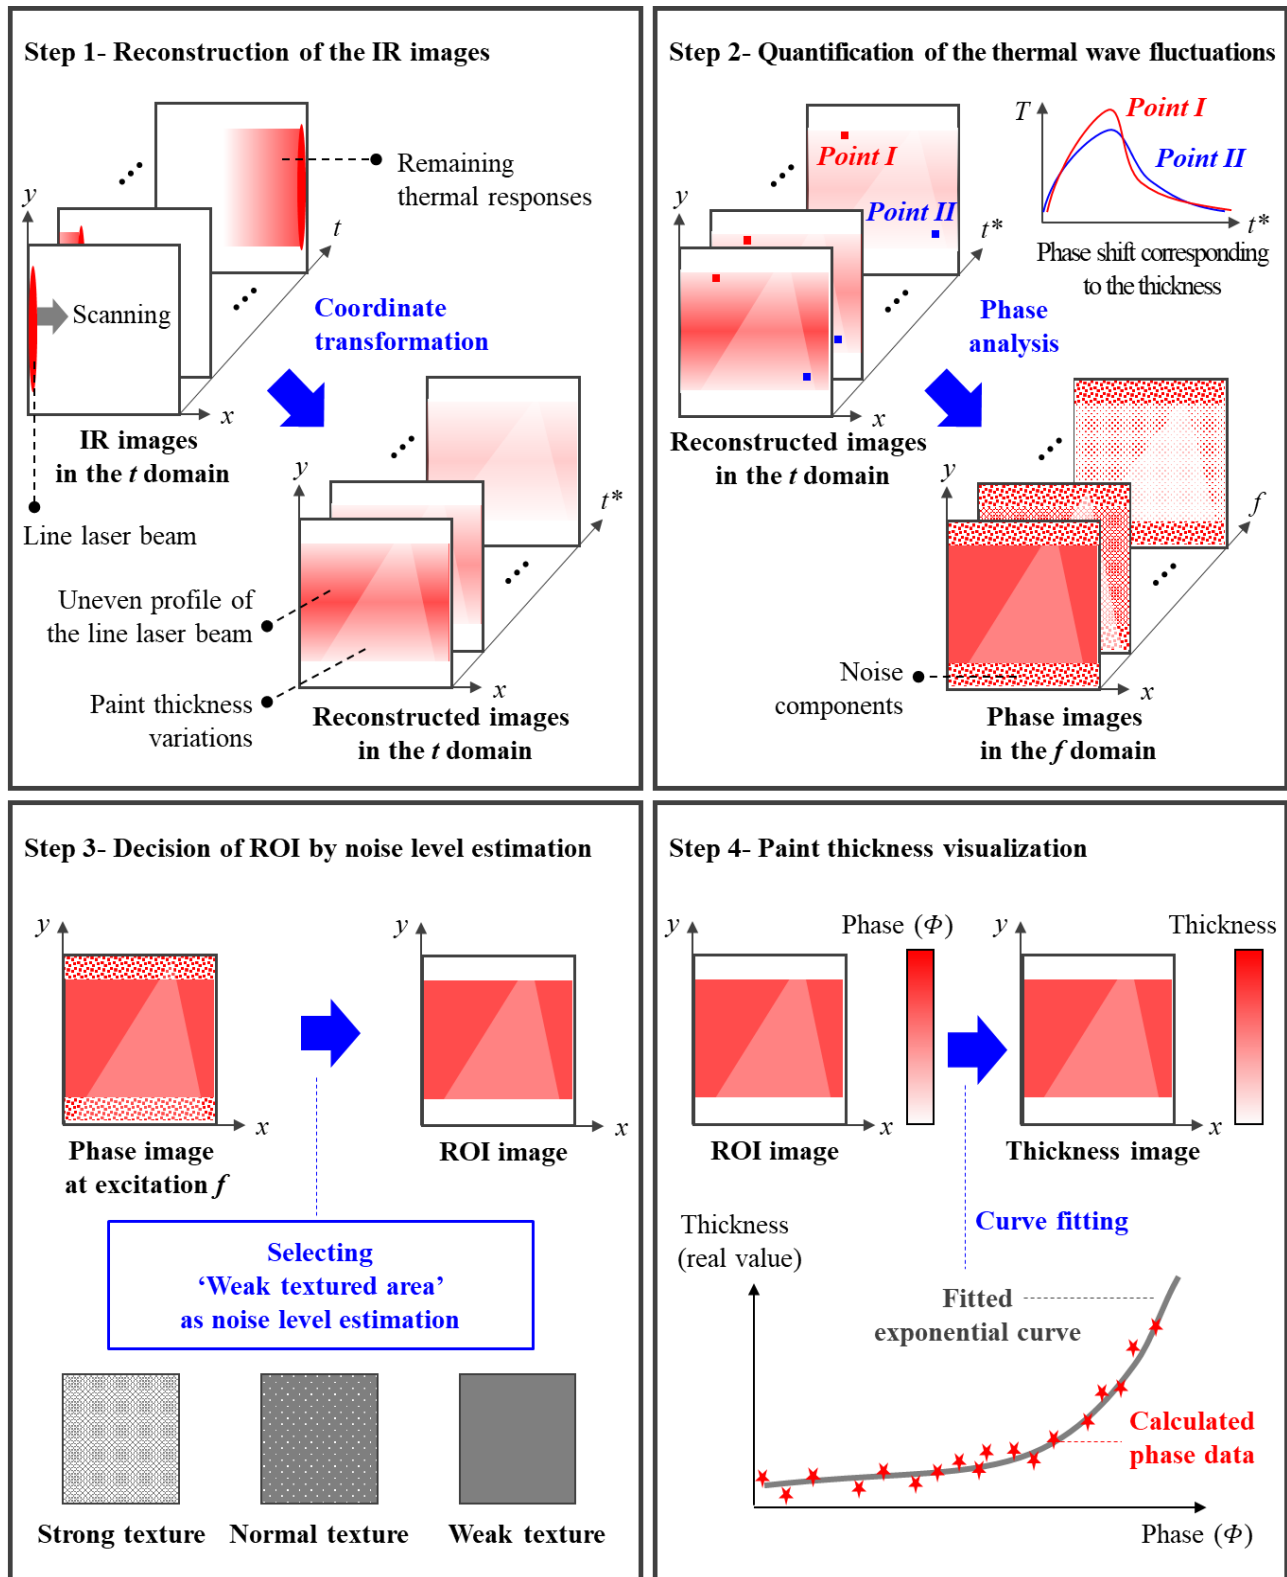 Step 1- Reconstruction of the IR images
y
t
x
Remaining
thermal responses
Scanning
Coordinate
transformation
IR images
in the t domain
Line laser beam
y
t*
x
Uneven profile of
the line laser beam
Paint thickness
variations
Reconstructed images
in the t domain
Step 2- Quantification of the thermal wave fluctuations
Point I
Point II
y
t*
x
T
Point I
Point II
t*
Phase shift corresponding
to the thickness
Phase
analysis
Reconstructed images
in the t domain
y
f
x
Noise
components
Phase images
in the f domain
Step 3- Decision of ROI by noise level estimation
y
x
Phase image
at excitation f
y
x
ROI image
Selecting
‘Weak textured area’
as noise level estimation
Strong texture
Normal texture
Weak texture
Step 4- Paint thickness visualization
y
x
ROI image
Phase (Φ)
y
x
Thickness image
Thickness
Curve fitting
Thickness
(real value)
Fitted
exponential curve
Calculated
phase data
Phase (Φ)